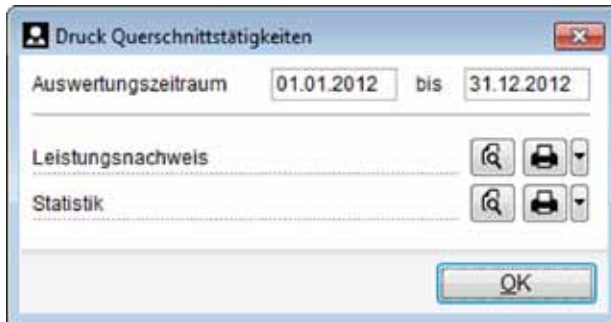 Druck Querschnittstätigkeiten
Auswertungszeitraum 01.01.2012 bis 31.12.2012
Leistungsnachweis
Statistik
OK